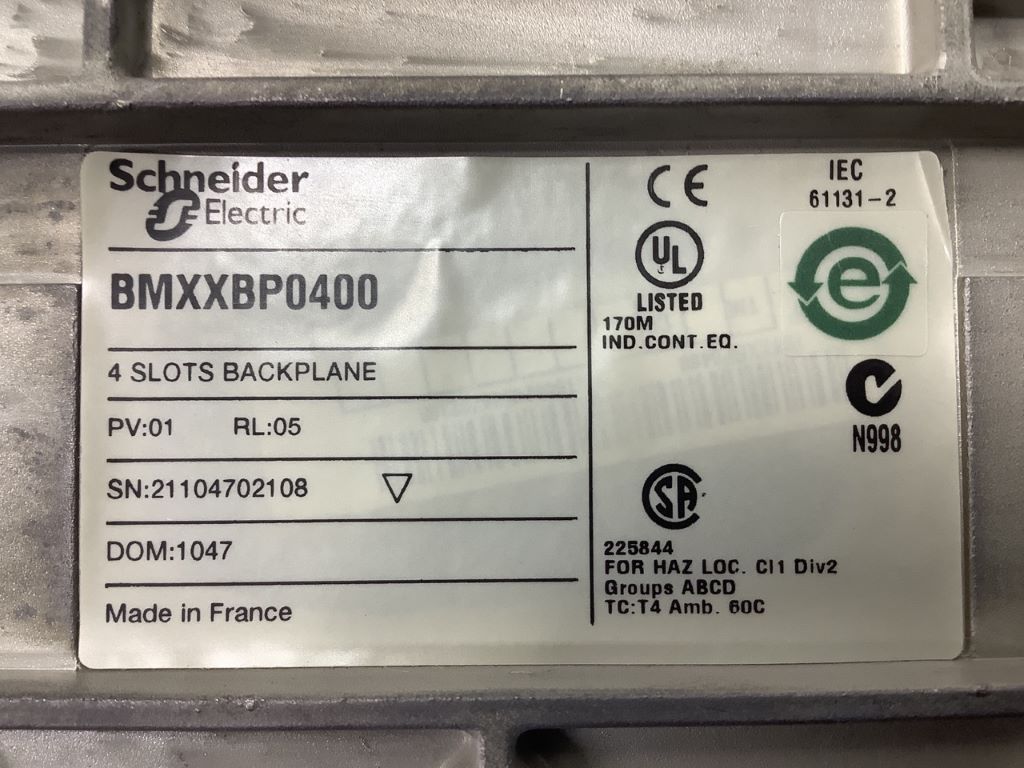 Schneider
Electric
BMXXBP0400
4 SLOTS BACKPLANE
PV:01 RL:05
SN:21104702108
DOM:1047
Made in France
CE
IEC
61131-2
UL
LISTED
170M
IND.CONT.EQ.
e
N998
SA
225844
FOR HAZ LOC. Cl1 Div2
Groups ABCD
TC:T4 Amb. 60C